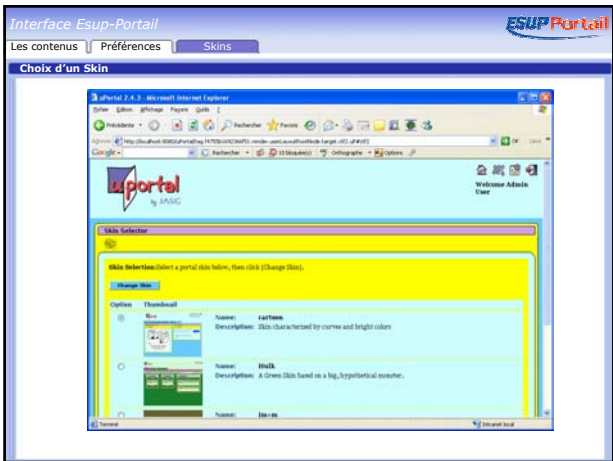 Interface Esup-Portail
ESUP Portail
Les contenus Préférences Skins
Choix d'un Skin
uPortal 2.4.3 - Microsoft Internet Explorer
Fichier Edition Affichage Favoris Outils ?
Précédente Rechercher Favoris
Google Rechercher Orthographe Options
uportal
by JASIG
Welcome Admin
User
Skin Selector
Skin Selection: Select a portal skin below, then click [Change Skin].
Change Skin
Option Thumbnail
Name: cartoon
Description: Skin characterized by curves and bright colors
Name: Hulk
Description: A Green Skin based on a big, hypothetical monster.
Name: Im+m
Terminé Intranet local